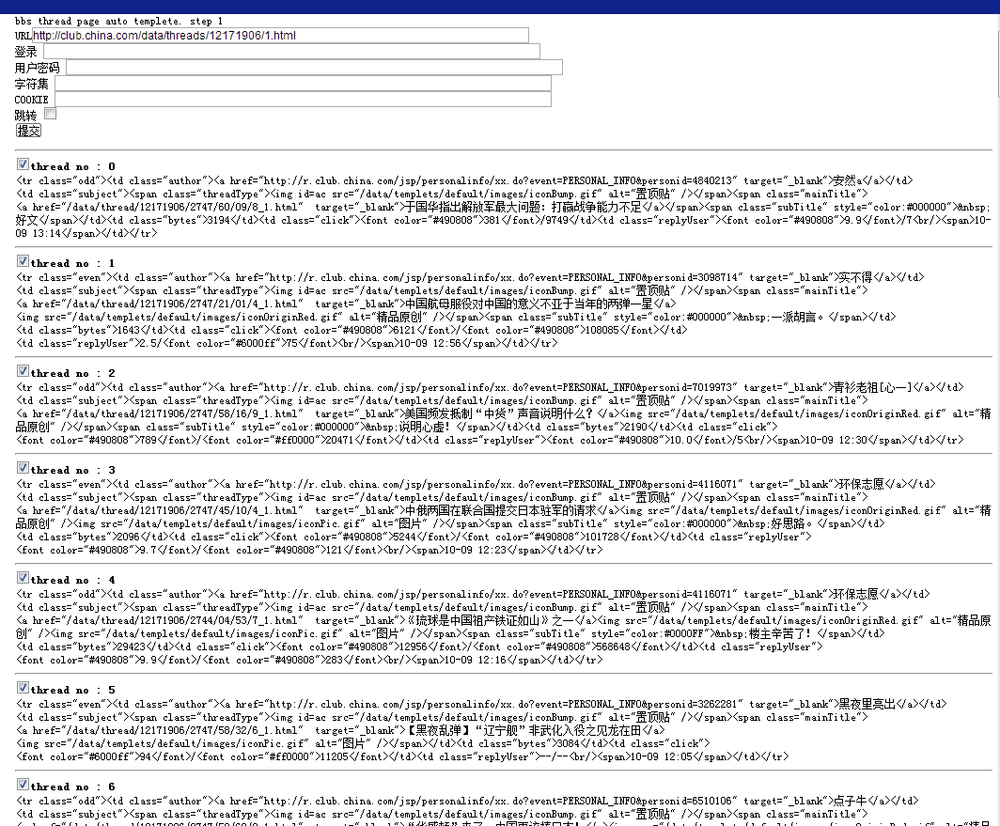 bbs thread page auto templete. step 1
URL http://club.china.com/data/threads/12171906/1.html
登录
用户密码
字符集
COOKIE
跳转
提交
thread no : 0
<tr class="odd"><td class="author"><a href="http://r.club.china.com/jsp/personalinfo/xx.do?event=PERSONAL_INFO&personid=4840213" target="_blank">安然a</a></td>
<td class="subject"><span class="threadType"><img id=ac src="/data/templets/default/images/iconBump.gif" alt="置顶贴" /></span><span class="mainTitle">
<a href="/data/thread/12171906/2747/60/09/8_1.html"  target="_blank">于国华指出解放军最大问题：打赢战争能力不足</a></span><span class="subTitle" style="color:#000000">&nbsp;
好文</span></td><td class="bytes">3194</td><td class="click"><font color="#490808">381</font>/9749</td><td class="replyUser"><font color="#490808">9.9</font>/7<br/><span>10-
09 13:14</span></td></tr>
thread no : 1
<tr class="even"><td class="author"><a href="http://r.club.china.com/jsp/personalinfo/xx.do?event=PERSONAL_INFO&personid=3098714" target="_blank">实不得</a></td>
<td class="subject"><span class="threadType"><img id=ac src="/data/templets/default/images/iconBump.gif" alt="置顶贴" /></span><span class="mainTitle">
<a href="/data/thread/12171906/2747/21/01/4_1.html"  target="_blank">中国航母服役对中国的意义不亚于当年的两弹一星</a>
<img src="/data/templets/default/images/iconOriginRed.gif" alt="精品原创" /></span><span class="subTitle" style="color:#000000">&nbsp;一派胡言。</span></td>
<td class="bytes">1643</td><td class="click"><font color="#490808">6121</font>/<font color="#490808">108085</font></td>
<td class="replyUser">2.5/<font color="#6000ff">75</font><br/><span>10-09 12:56</span></td></tr>
thread no : 2
<tr class="odd"><td class="author"><a href="http://r.club.china.com/jsp/personalinfo/xx.do?event=PERSONAL_INFO&personid=7019973" target="_blank">青衫老祖[心一]</a></td>
<td class="subject"><span class="threadType"><img id=ac src="/data/templets/default/images/iconBump.gif" alt="置顶贴" /></span><span class="mainTitle">
<a href="/data/thread/12171906/2747/58/16/9_1.html"  target="_blank">美国频发抵制“中货”声音说明什么？</a><img src="/data/templets/default/images/iconOriginRed.gif" alt="精
品原创" /></span><span class="subTitle" style="color:#000000">&nbsp;说明心虚！</span></td><td class="bytes">2190</td><td class="click">
<font color="#490808">789</font>/<font color="#ff0000">20471</font></td><td class="replyUser"><font color="#490808">10.0</font>/5<br/><span>10-09 12:30</span></td></tr>
thread no : 3
<tr class="even"><td class="author"><a href="http://r.club.china.com/jsp/personalinfo/xx.do?event=PERSONAL_INFO&personid=4116071" target="_blank">环保志愿</a></td>
<td class="subject"><span class="threadType"><img id=ac src="/data/templets/default/images/iconBump.gif" alt="置顶贴" /></span><span class="mainTitle">
<a href="/data/thread/12171906/2747/45/10/4_1.html"  target="_blank">中俄两国在联合国提交日本驻军的请求</a><img src="/data/templets/default/images/iconOriginRed.gif" alt="精
品原创" /><img src="/data/templets/default/images/iconPic.gif" alt="图片" /></span><span class="subTitle" style="color:#000000">&nbsp;好思路。</span></td>
<td class="bytes">2096</td><td class="click"><font color="#490808">5244</font>/<font color="#490808">101728</font></td><td class="replyUser">
<font color="#490808">9.7</font>/<font color="#490808">121</font><br/><span>10-09 12:23</span></td></tr>
thread no : 4
<tr class="odd"><td class="author"><a href="http://r.club.china.com/jsp/personalinfo/xx.do?event=PERSONAL_INFO&personid=4116071" target="_blank">环保志愿</a></td>
<td class="subject"><span class="threadType"><img id=ac src="/data/templets/default/images/iconBump.gif" alt="置顶贴" /></span><span class="mainTitle">
<a href="/data/thread/12171906/2744/04/53/7_1.html"  target="_blank">《琉球是中国祖产铁证如山》之一</a><img src="/data/templets/default/images/iconOriginRed.gif" alt="精品原
创" /><img src="/data/templets/default/images/iconPic.gif" alt="图片" /></span><span class="subTitle" style="color:#0000FF">&nbsp;楼主辛苦了！</span></td>
<td class="bytes">29423</td><td class="click"><font color="#490808">12956</font>/<font color="#490808">568648</font></td><td class="replyUser">
<font color="#490808">9.9</font>/<font color="#490808">283</font><br/><span>10-09 12:16</span></td></tr>
thread no : 5
<tr class="even"><td class="author"><a href="http://r.club.china.com/jsp/personalinfo/xx.do?event=PERSONAL_INFO&personid=3262281" target="_blank">黑夜里亮出</a></td>
<td class="subject"><span class="threadType"><img id=ac src="/data/templets/default/images/iconBump.gif" alt="置顶贴" /></span><span class="mainTitle">
<a href="/data/thread/12171906/2747/58/32/6_1.html"  target="_blank">【黑夜乱弹】“辽宁舰”非武化入役之见龙在田</a>
<img src="/data/templets/default/images/iconPic.gif" alt="图片" /></span></td><td class="bytes">3084</td><td class="click">
<font color="#6000ff">94</font>/<font color="#ff0000">11205</font></td><td class="replyUser">--/--<br/><span>10-09 12:05</span></td></tr>
thread no : 6
<tr class="odd"><td class="author"><a href="http://r.club.china.com/jsp/personalinfo/xx.do?event=PERSONAL_INFO&personid=6510106" target="_blank">点子牛</a></td>
<td class="subject"><span class="threadType"><img id=ac src="/data/templets/default/images/iconBump.gif" alt="置顶贴" /></span><span class="mainTitle">